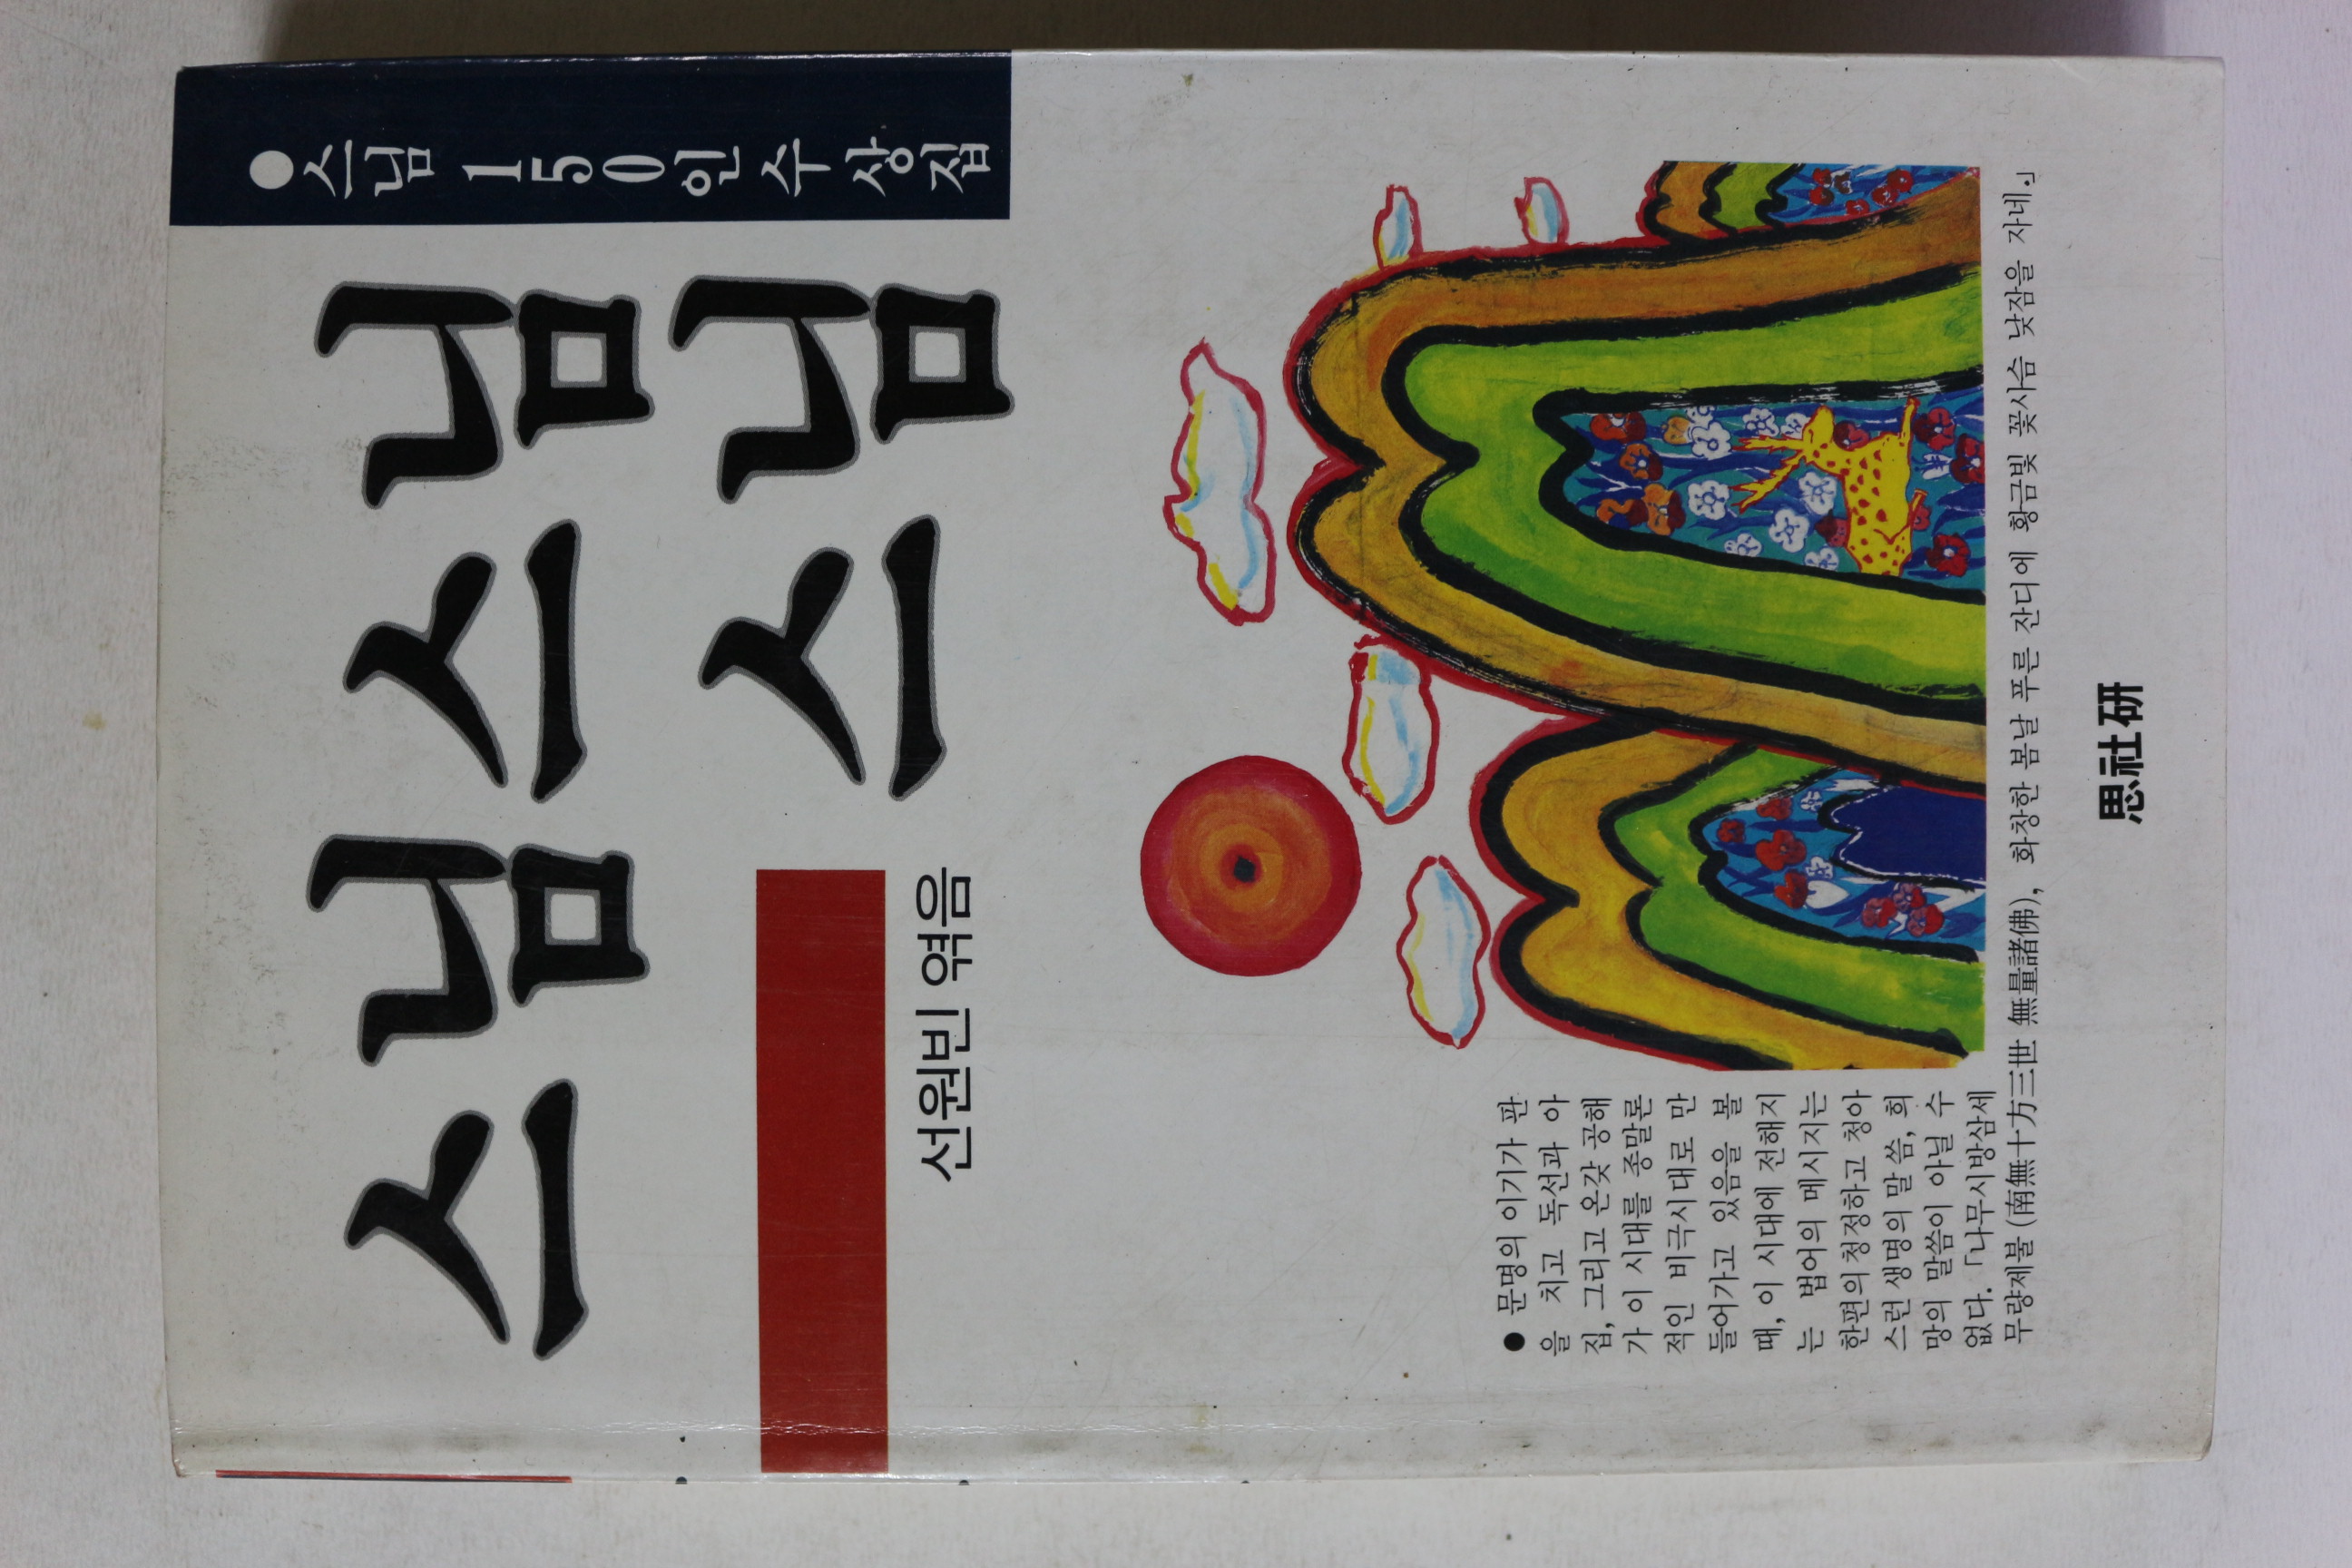 ●스님 150인 수상집
스님스님
스님
선원빈 엮음
● 문명의 이기가 판
을 치고 독선과 아
집, 그리고 온갖 공해
가 이 시대를 종말론
적인 비극시대로 만
들어가고 있음을 볼
때, 이 시대에 전해지
는 법어의 메시지는
한편의 청정하고 청아
스런 생명의 말씀, 희
망의 말씀이 아닐 수
없다. 「나무시방삼세
무량제불 (南無十方三世 無量諸佛), 화창한 봄날 푸른 잔디에 황금빛 꽃사슴 낮잠을 자네.」
思社研